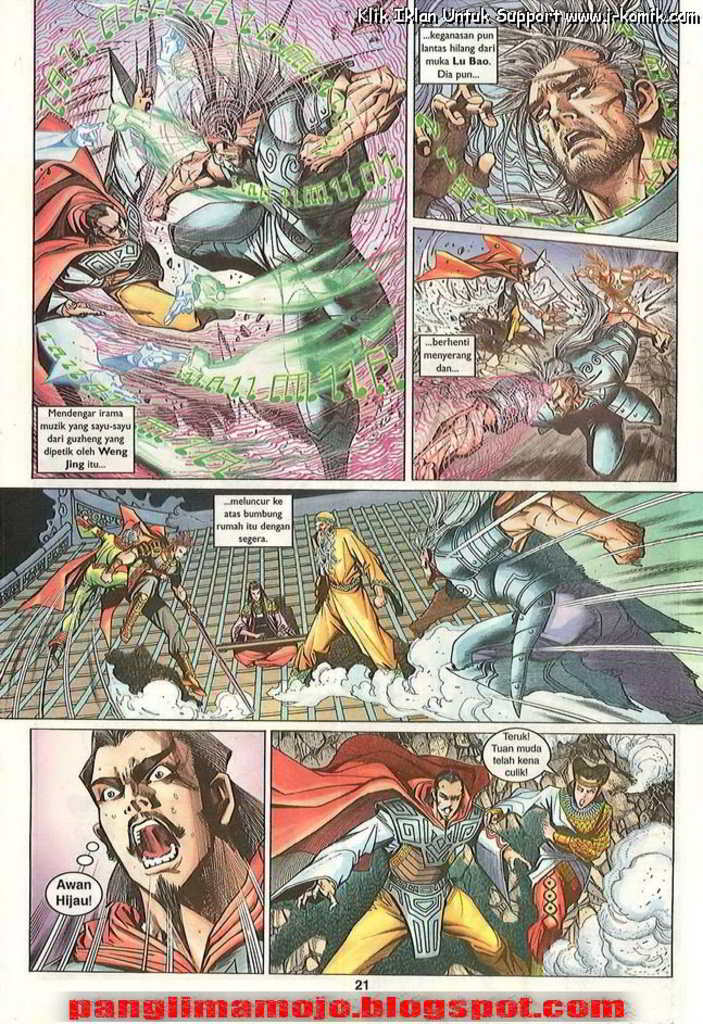 Klik Iklan Untuk Support www.j-komik.com
Mendengar irama
muzik yang sayu-sayu
dari guzheng yang
dipetik oleh Weng
Jing itu...
...keganasan pun
lantas hilang dari
muka Lu Bao.
Dia pun...
...berhenti
menyerang
dan...
...meluncur ke
atas bumbung
rumah itu dengan
segera.
Awan
Hijau!
Teruk!
Tuan muda
telah kena
culik!
21
panglimamojo.blogspot.com